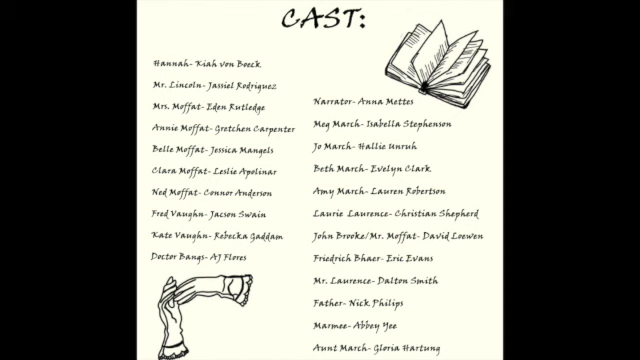 CAST:
Hannah- Kiah von Boeck
Mr. Lincoln- Jassiel Rodriquez
Mrs. Moffat- Eden Rutledge
Annie Moffat- Gretchen Carpenter
Belle Moffat- Jessica Mangels
Clara Moffat- Leslie Apolinar
Ned Moffat- Connor Anderson
Fred Vaughn- Jacson Swain
Kate Vaughn- Robecka Gaddam
Doctor Bangs- AJ Flores
Narrator- Anna Mettes
Meg March- Isabella Stephenson
Jo March- Hallie Unruh
Beth March- Evelyn Clark
Amy March- Lauren Robertson
Laurie Laurence- Christian Shepherd
John Brooke/Mr. Moffat- David Loewen
Friedrich Bhaer- Eric Evans
Mr. Laurence- Dalton Smith
Father- Nick Philips
Marmee- Abbey Yee
Aunt March- Gloria Hartung